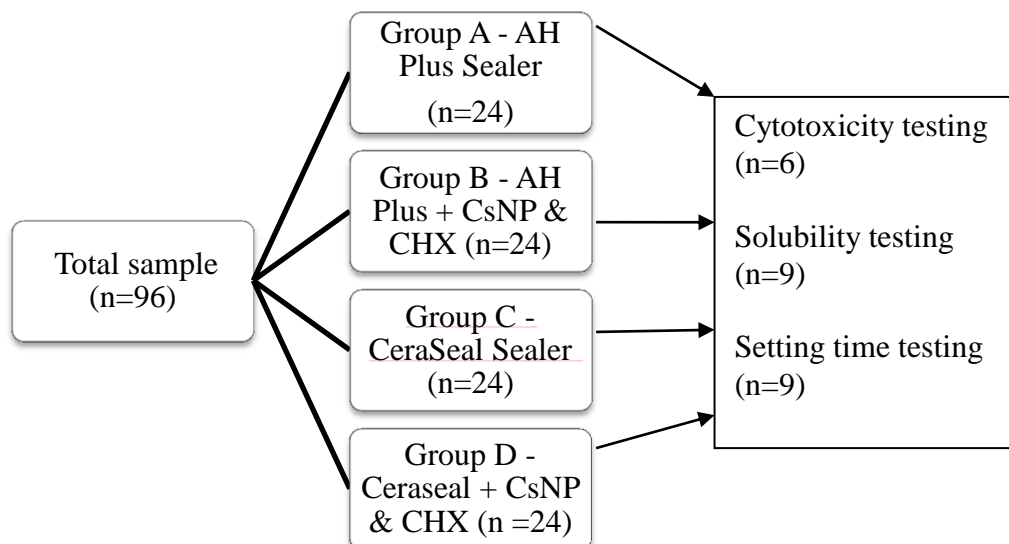 Total sample
(n=96)
Group A - AH
Plus Sealer
(n=24)
Group B - AH
Plus + CsNP &
CHX (n=24)
Group C -
CeraSeal Sealer
(n=24)
Group D -
Ceraseal + CsNP
& CHX (n =24)
Cytotoxicity testing
(n=6)
Solubility testing
(n=9)
Setting time testing
(n=9)